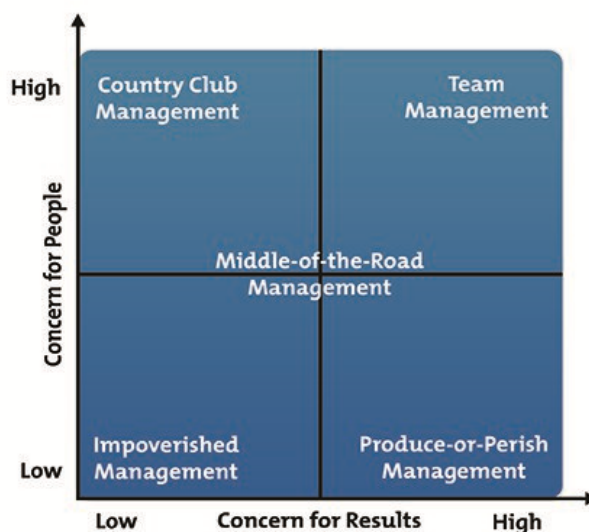 High
Country Club
Management
Team
Management
Concern for People
Middle-of-the-Road
Management
Impoverished
Management
Produce-or-Perish
Management
Low
Low
Concern for Results
High